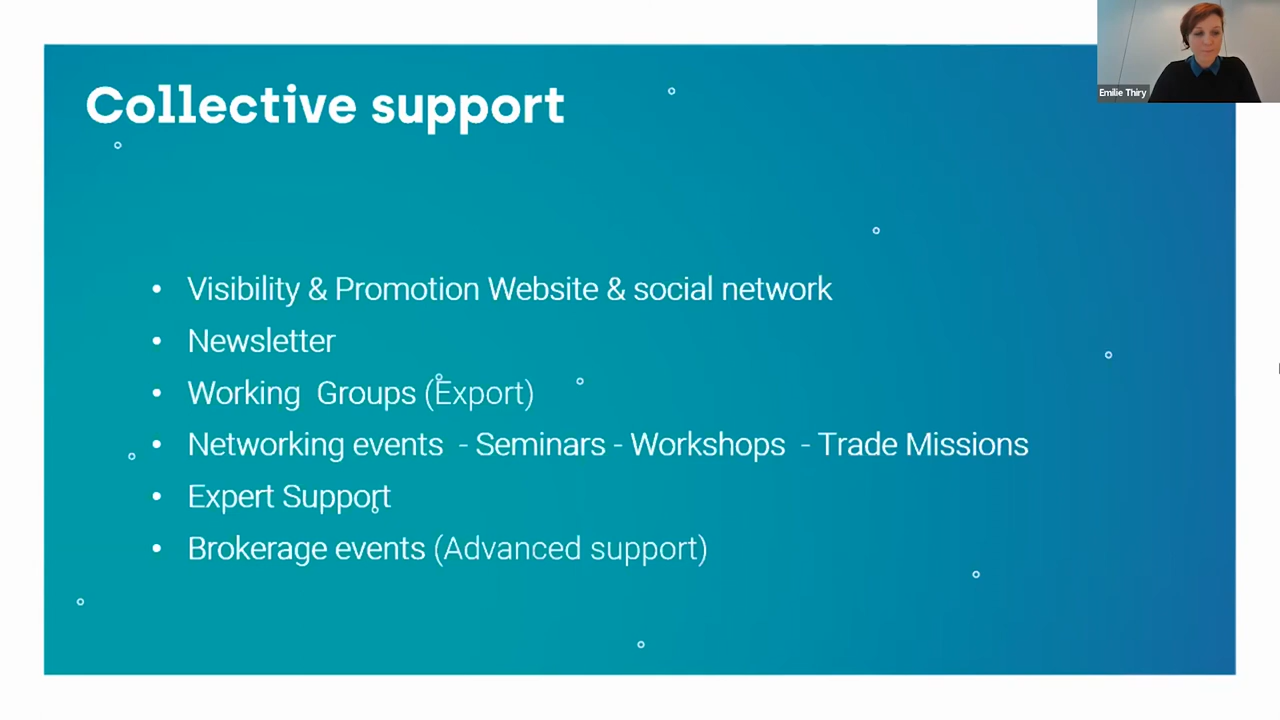 Collective support
Emilie Thiry
• Visibility & Promotion Website & social network
• Newsletter
• Working Groups (Export)
• Networking events - Seminars - Workshops - Trade Missions
• Expert Support
• Brokerage events (Advanced support)